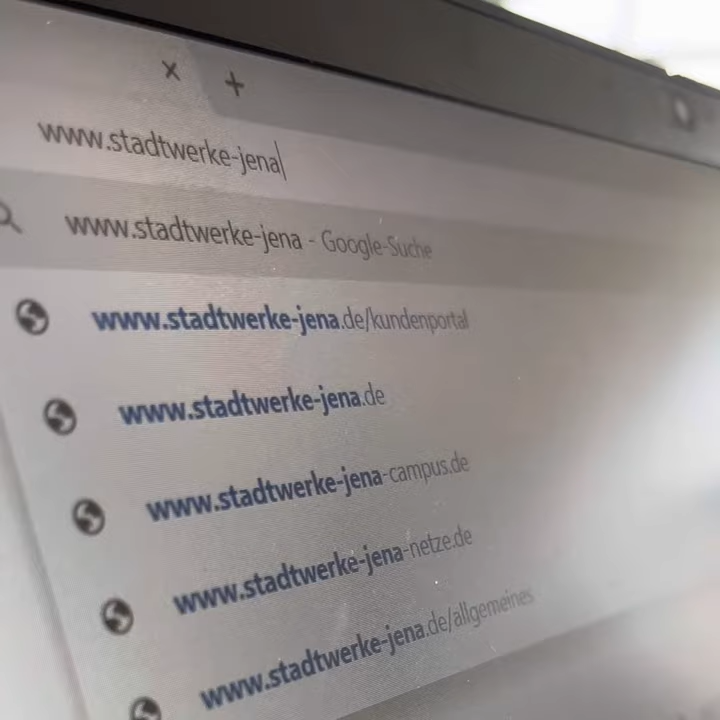 www.stadtwerke-jena
www.stadtwerke-jena - Google-Suche
www.stadtwerke-jena.de/kundenportal
www.stadtwerke-jena.de
www.stadtwerke-jena-campus.de
www.stadtwerke-jena-netze.de
www.stadtwerke-jena.de/allgemeines